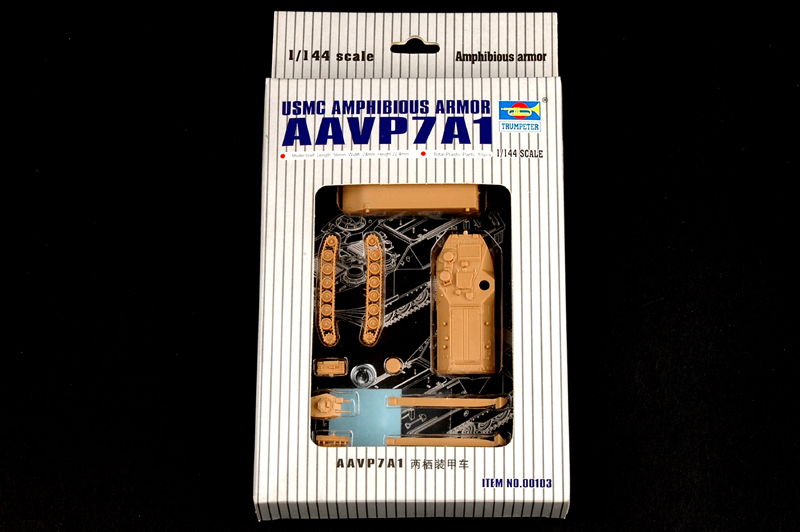 1/144 scale
Amphibious armor
USMC AMPHIBIOUS ARMOR
AAVP7A1
TRUMPETER
®
1/144 SCALE
AAVP7A1 两栖装甲车
ITEM NO.00103